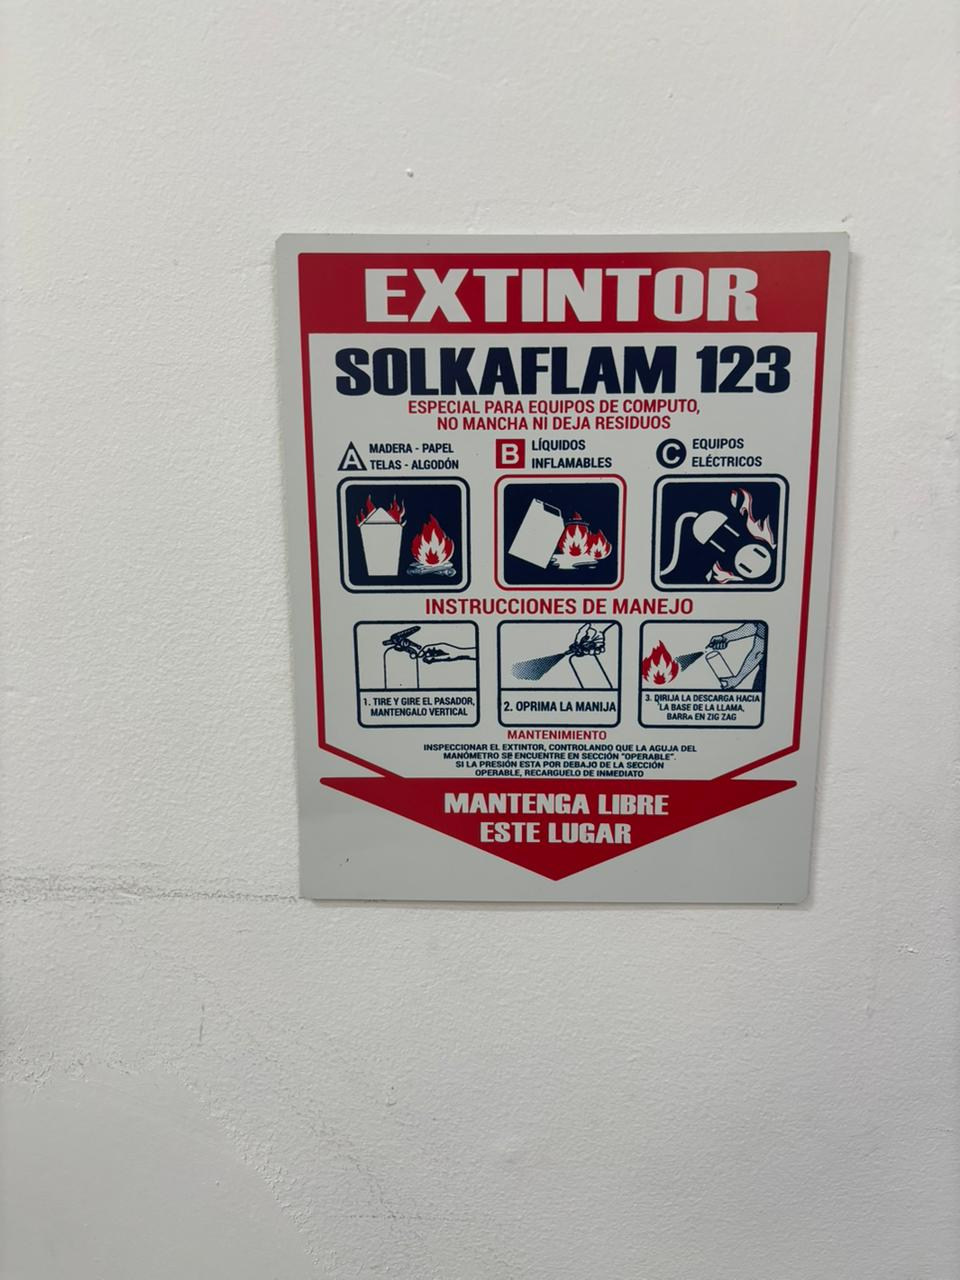 EXTINTOR
SOLKAFLAM 123
ESPECIAL PARA EQUIPOS DE COMPUTO,
NO MANCHA NI DEJA RESIDUOS
A
MADERA - PAPEL
TELAS - ALGODÓN
B
LÍQUIDOS
INFLAMABLES
C
EQUIPOS
ELÉCTRICOS
INSTRUCCIONES DE MANEJO
1. TIRE Y GIRE EL PASADOR,
MANTENGALO VERTICAL
2. OPRIMA LA MANIJA
3. DIRIJA LA DESCARGA HACIA
LA BASE DE LA LLAMA,
BARRA EN ZIG ZAG
MANTENIMIENTO
INSPECCIONAR EL EXTINTOR, CONTROLANDO QUE LA AGUJA DEL
MANÓMETRO SE ENCUENTRE EN SECCIÓN "OPERABLE".
SI LA PRESIÓN ESTA POR DEBAJO DE LA SECCIÓN
OPERABLE, RECARGUELO DE INMEDIATO
MANTENGA LIBRE
ESTE LUGAR